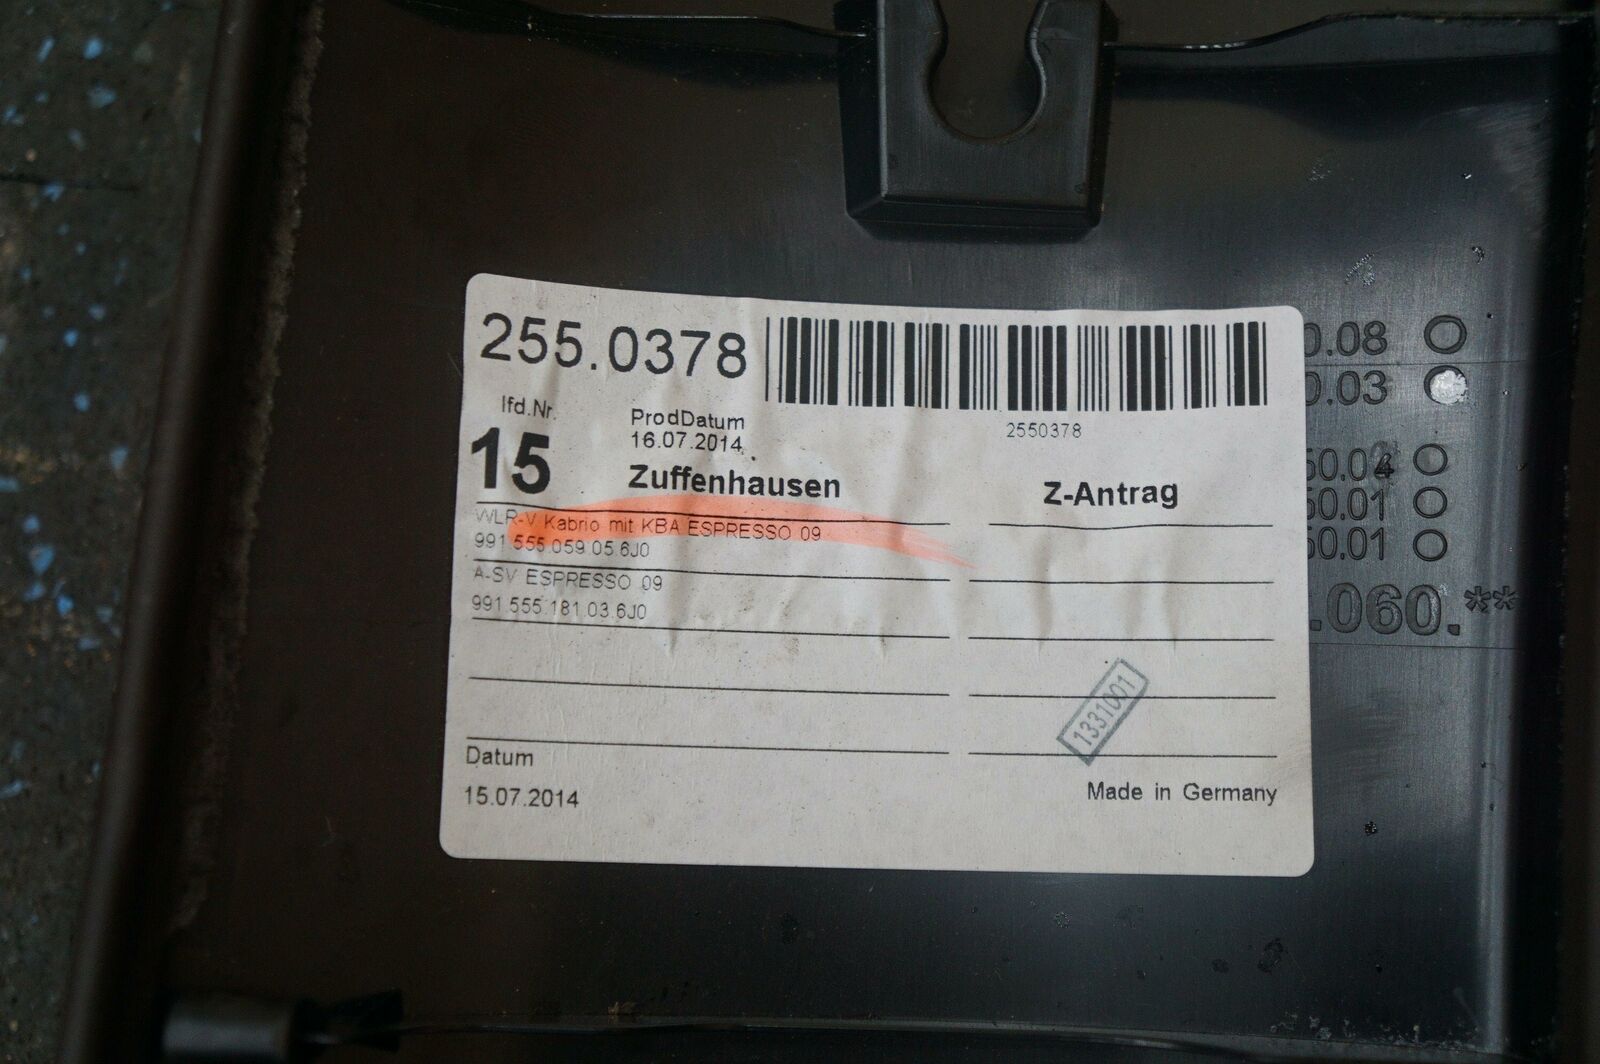 255.0378
2550378
lfd.Nr.
15
ProdDatum
16.07.2014
Zuffenhausen
Z-Antrag
WLR-V Kabrio mit KBA ESPRESSO 09
991.555.059.05.6J0
A-SV ESPRESSO 09
991.555.181.03.6J0
1331001
Datum
15.07.2014
Made in Germany
0.08
0.03
50.04
50.01
50.01
.060.**